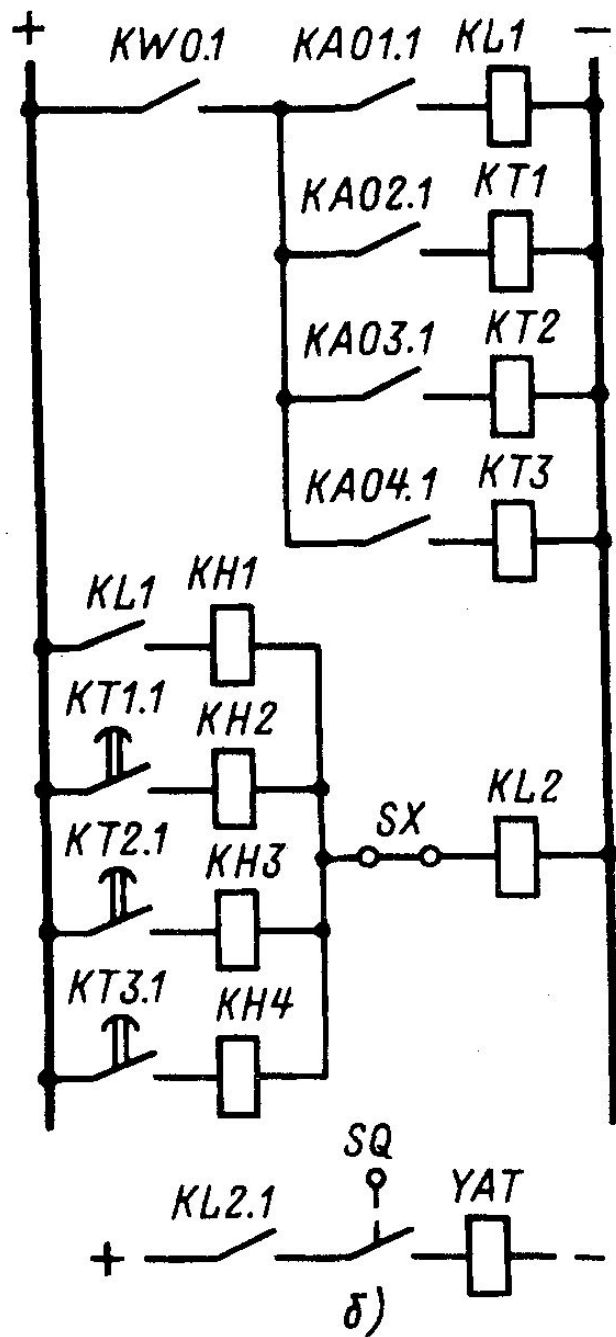 + KW0.1 KA01.1 KL1 −
KA02.1 KT1
KA03.1 KT2
KA04.1 KT3
KL1 KH1
KT1.1 KH2
SX KL2
KT2.1 KH3
KT3.1 KH4
SQ
+ KL2.1 YAT −
б)